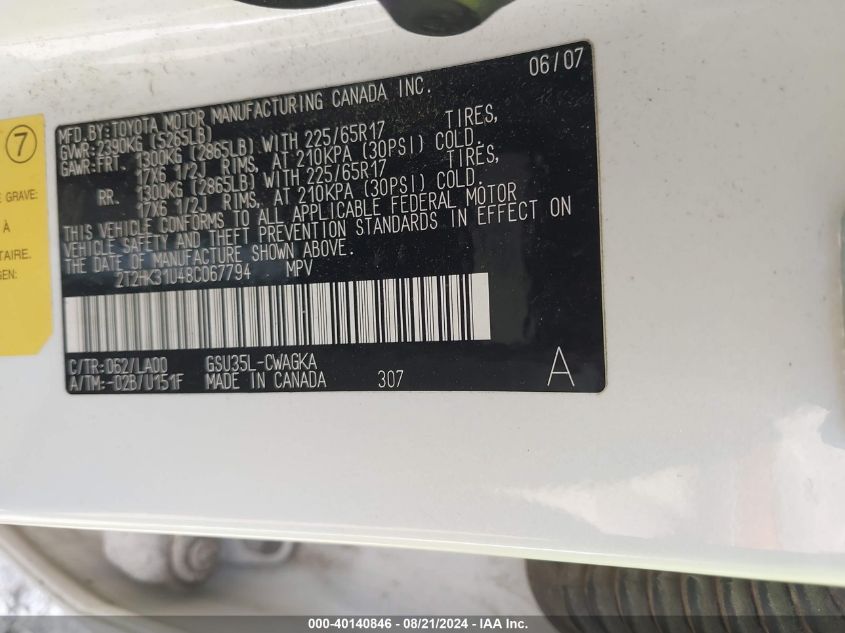 06/07
MFD.BY:TOYOTA MOTOR MANUFACTURING CANADA INC.
GVWR:2390KG (5265LB)
GAWR:FRT. 1300KG (2865LB) WITH 225/65R17 TIRES,
17X6 1/2J RIMS, AT 210KPA (30PSI) COLD.
RR. 1300KG (2865LB) WITH 225/65R17 TIRES,
17X6 1/2J RIMS, AT 210KPA (30PSI) COLD.
THIS VEHICLE CONFORMS TO ALL APPLICABLE FEDERAL MOTOR
VEHICLE SAFETY AND THEFT PREVENTION STANDARDS IN EFFECT ON
THE DATE OF MANUFACTURE SHOWN ABOVE.
2T2HK31U48C067794 MPV
C/TR:062/LA00 GSU35L-CWAGKA
A/TM:-02B/U151F MADE IN CANADA 307 A
7
GRAVE:
À
TAIRE.
GEN
000-40140846 - 08/21/2024 - IAA Inc.